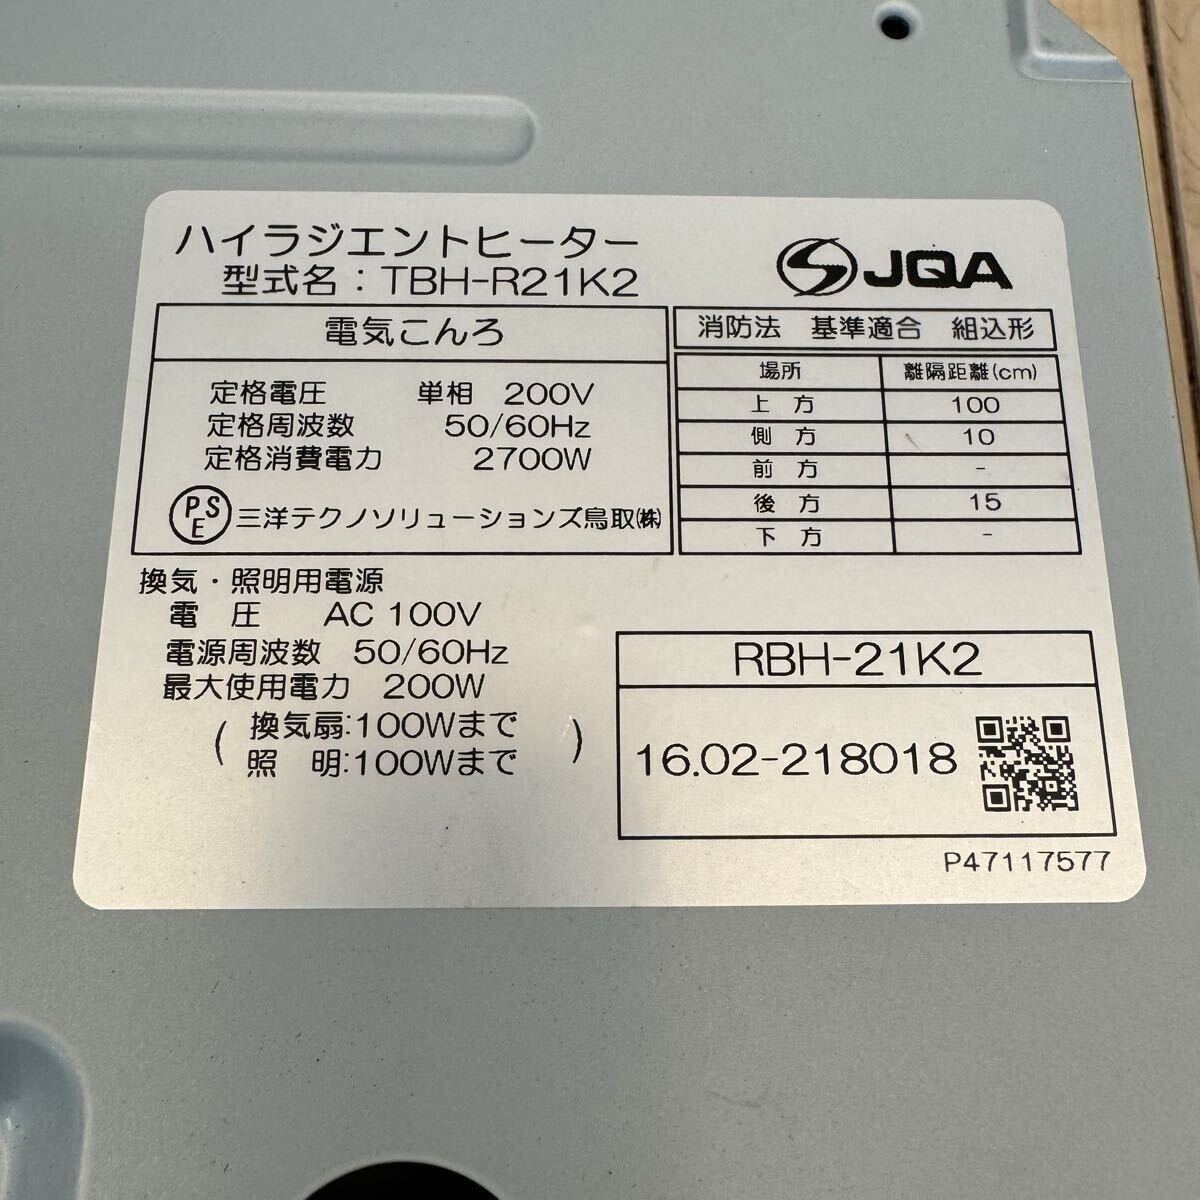 ハイラジエントヒーター
型式名：TBH-R21K2
JQA
電気こんろ
定格電圧 単相 200V
定格周波数 50/60Hz
定格消費電力 2700W
PSE 三洋テクノソリューションズ鳥取㈱
消防法 基準適合 組込形
場所 離隔距離(cm)
上方 100
側方 10
前方 -
後方 15
下方 -
換気・照明用電源
電圧 AC 100V
電源周波数 50/60Hz
最大使用電力 200W
(換気扇:100Wまで
照明:100Wまで)
RBH-21K2
16.02-218018
P47117577